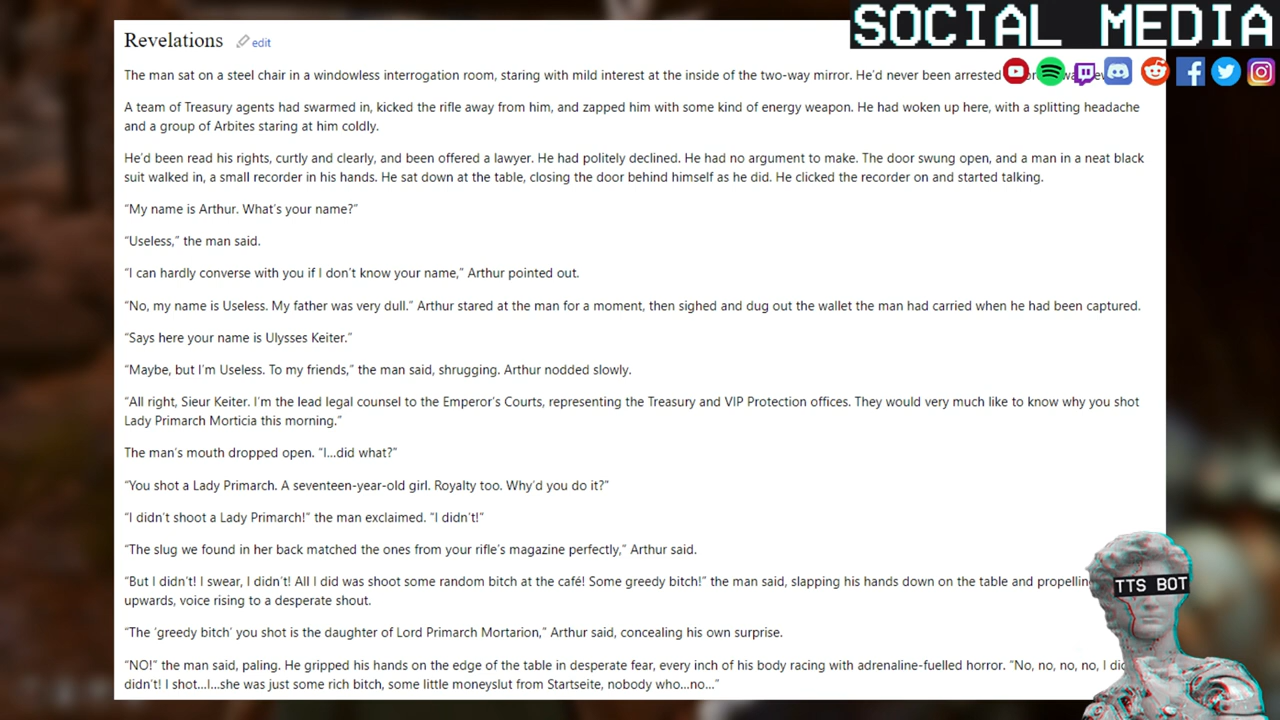 SOCIAL MEDIA
Revelations edit
The man sat on a steel chair in a windowless interrogation room, staring with mild interest at the inside of the two-way mirror. He’d never been arrested
A team of Treasury agents had swarmed in, kicked the rifle away from him, and zapped him with some kind of energy weapon. He had woken up here, with a splitting headache
and a group of Arbites staring at him coldly.
He’d been read his rights, curtly and clearly, and been offered a lawyer. He had politely declined. He had no argument to make. The door swung open, and a man in a neat black
suit walked in, a small recorder in his hands. He sat down at the table, closing the door behind himself as he did. He clicked the recorder on and started talking.
“My name is Arthur. What’s your name?”
“Useless,” the man said.
“I can hardly converse with you if I don’t know your name,” Arthur pointed out.
“No, my name is Useless. My father was very dull.” Arthur stared at the man for a moment, then sighed and dug out the wallet the man had carried when he had been captured.
“Says here your name is Ulysses Keiter.”
“Maybe, but I’m Useless. To my friends,” the man said, shrugging. Arthur nodded slowly.
“All right, Sieur Keiter. I’m the lead legal counsel to the Emperor’s Courts, representing the Treasury and VIP Protection offices. They would very much like to know why you shot
Lady Primarch Morticia this morning.”
The man’s mouth dropped open. “I...did what?”
“You shot a Lady Primarch. A seventeen-year-old girl. Royalty too. Why’d you do it?”
“I didn’t shoot a Lady Primarch!” the man exclaimed. “I didn’t!”
“The slug we found in her back matched the ones from your rifle’s magazine perfectly,” Arthur said.
“But I didn’t! I swear, I didn’t! All I did was shoot some random bitch at the café! Some greedy bitch!” the man said, slapping his hands down on the table and
upwards, voice rising to a desperate shout.
“The ‘greedy bitch’ you shot is the daughter of Lord Primarch Mortarion,” Arthur said, concealing his own surprise.
“NO!” the man said, paling. He gripped his hands on the edge of the table in desperate fear, every inch of his body racing with adrenaline-fuelled horror. “No, no, no, no, I
didn’t! I shot...I...she was just some rich bitch, some little moneyslut from Startseite, nobody who...no...”
TTS BOT